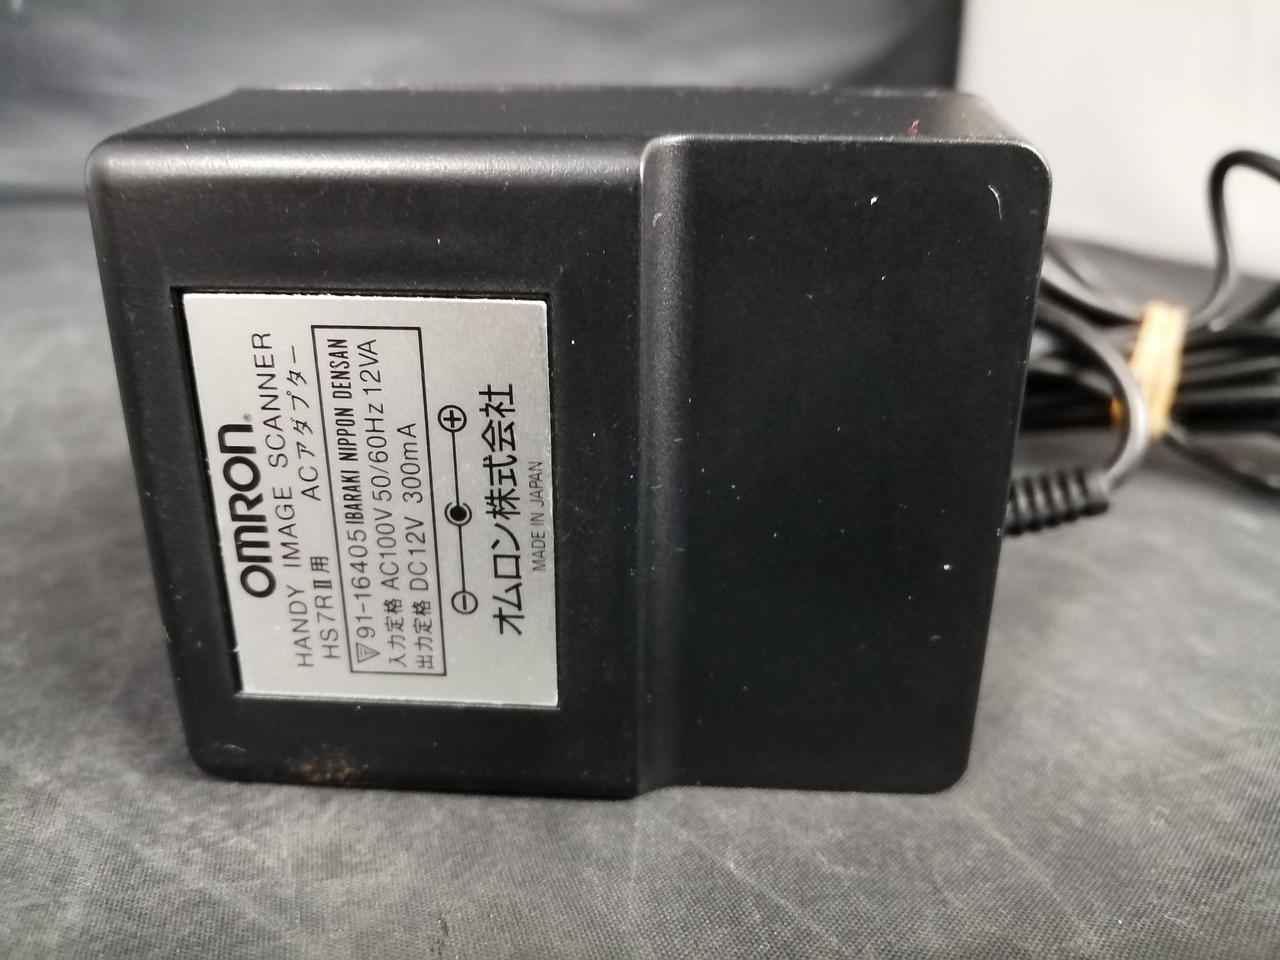 OMRON®
HANDY IMAGE SCANNER
HS7RⅡ用 ACアダプター
91-16405 IBARAKI NIPPON DENSAN
入力定格 AC100V 50/60Hz 12VA
出力定格 DC12V 300mA
オムロン株式会社
MADE IN JAPAN